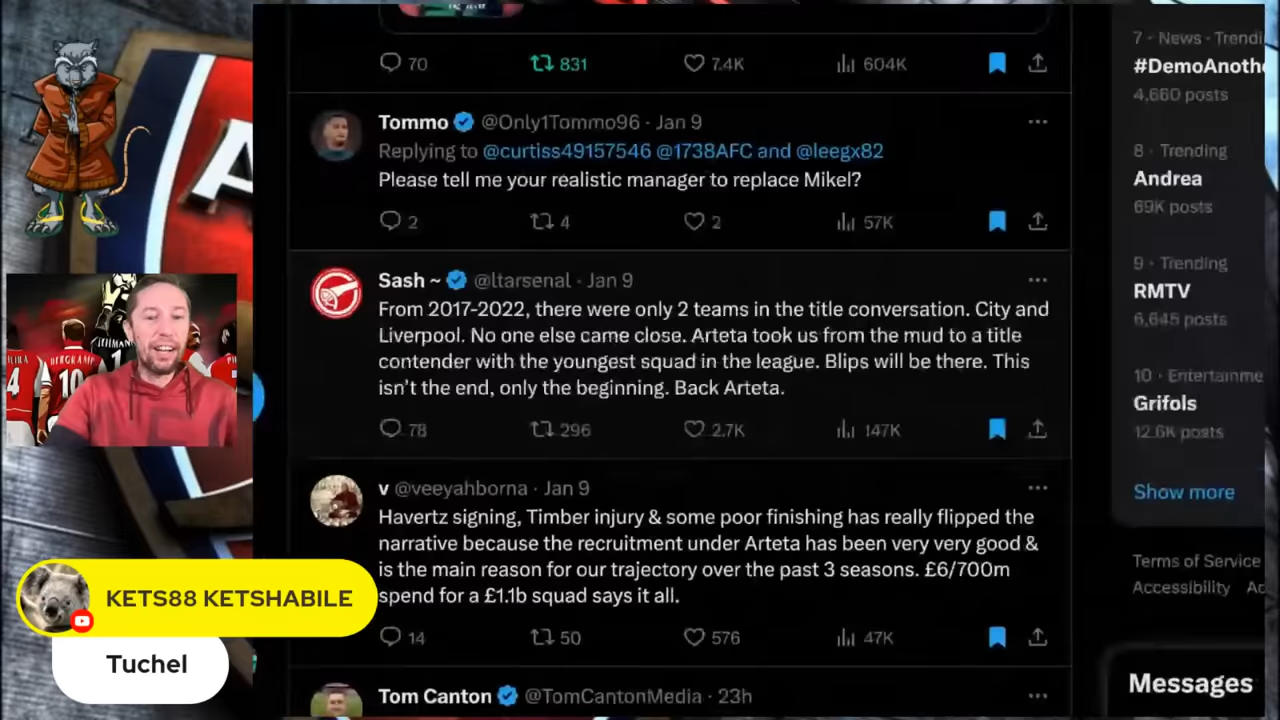 70 831 7.4K 604K
Tommo @Only1Tommo96 · Jan 9
Replying to @curtiss49157546 @1738AFC and @leegx82
Please tell me your realistic manager to replace Mikel?
2 4 2 57K
Sash ~ @ltarsenal · Jan 9
From 2017-2022, there were only 2 teams in the title conversation. City and
Liverpool. No one else came close. Arteta took us from the mud to a title
contender with the youngest squad in the league. Blips will be there. This
isn't the end, only the beginning. Back Arteta.
78 296 2.7K 147K
v @veeyahborna · Jan 9
Havertz signing, Timber injury & some poor finishing has really flipped the
narrative because the recruitment under Arteta has been very very good &
is the main reason for our trajectory over the past 3 seasons. £6/700m
spend for a £1.1b squad says it all.
14 50 576 47K
Tom Canton @TomCantonMedia · 23h
7 · News · Trendi
#DemoAnothe
4,660 posts
8 · Trending
Andrea
69K posts
9 · Trending
RMTV
6,645 posts
10 · Entertainme
Grifols
12.6K posts
Show more
Terms of Service
Accessibility
Messages
4
BERGKAMP
10
KETS88 KETSHABILE
Tuchel